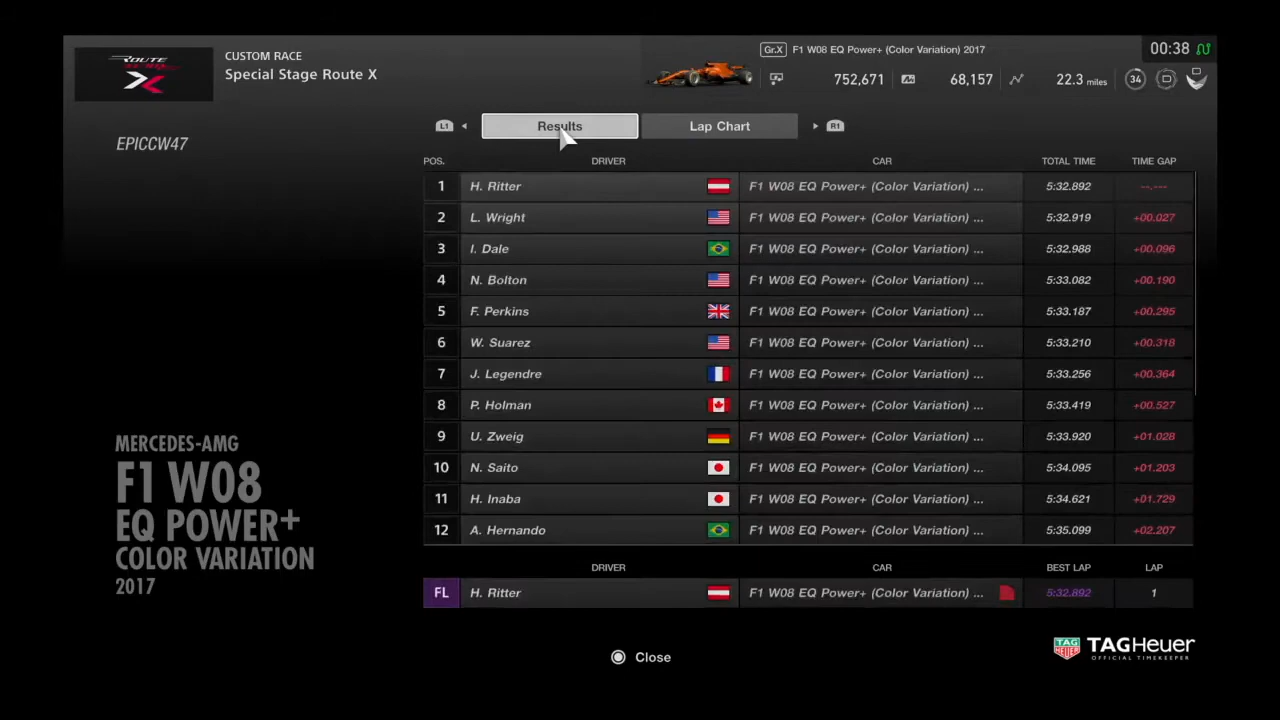 ROUTE
X
CUSTOM RACE
Special Stage Route X
Gr.X F1 W08 EQ Power+ (Color Variation) 2017
752,671
68,157
22.3 miles
34
00:38
EPICCW47
L1 Results Lap Chart R1
POS. DRIVER CAR TOTAL TIME TIME GAP
1 H. Ritter F1 W08 EQ Power+ (Color Variation) ... 5:32.892 --.---
2 L. Wright F1 W08 EQ Power+ (Color Variation) ... 5:32.919 +00.027
3 I. Dale F1 W08 EQ Power+ (Color Variation) ... 5:32.988 +00.096
4 N. Bolton F1 W08 EQ Power+ (Color Variation) ... 5:33.082 +00.190
5 F. Perkins F1 W08 EQ Power+ (Color Variation) ... 5:33.187 +00.295
6 W. Suarez F1 W08 EQ Power+ (Color Variation) ... 5:33.210 +00.318
7 J. Legendre F1 W08 EQ Power+ (Color Variation) ... 5:33.256 +00.364
8 P. Holman F1 W08 EQ Power+ (Color Variation) ... 5:33.419 +00.527
9 U. Zweig F1 W08 EQ Power+ (Color Variation) ... 5:33.920 +01.028
10 N. Saito F1 W08 EQ Power+ (Color Variation) ... 5:34.095 +01.203
11 H. Inaba F1 W08 EQ Power+ (Color Variation) ... 5:34.621 +01.729
12 A. Hernando F1 W08 EQ Power+ (Color Variation) ... 5:35.099 +02.207
DRIVER CAR BEST LAP LAP
FL H. Ritter F1 W08 EQ Power+ (Color Variation) ... 5:32.892 1
MERCEDES-AMG
F1 W08
EQ POWER+
COLOR VARIATION
2017
Close
TAG HEUER TAGHeuer
OFFICIAL TIMEKEEPER